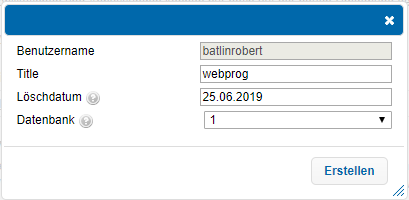 Benutzername batlinrobert
Title webprog
Löschdatum ? 25.06.2019
Datenbank ? 1
Erstellen